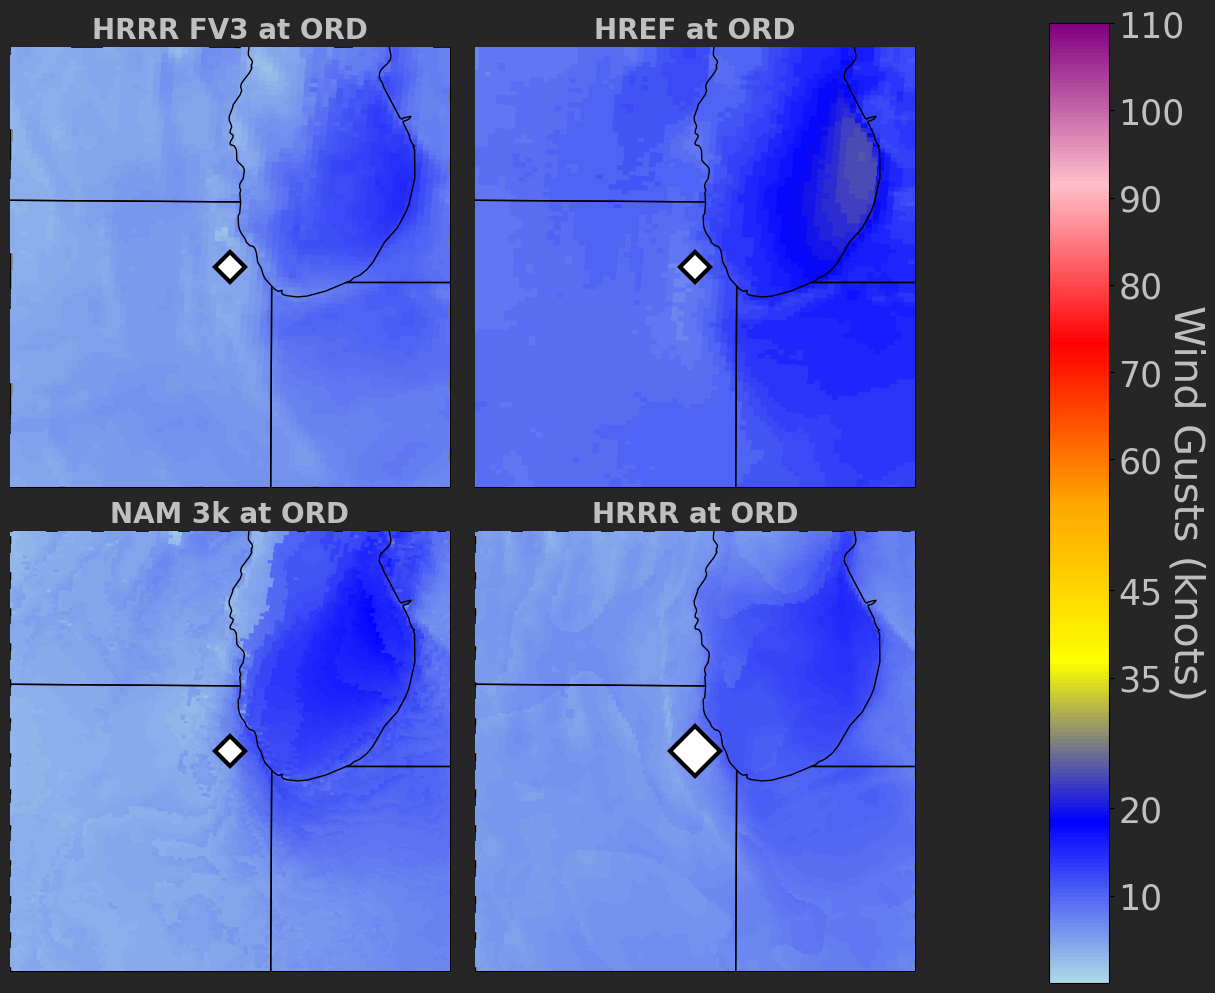 HRRR FV3 at ORD
HREF at ORD
NAM 3k at ORD
HRRR at ORD
110
100
90
80
70
60
45
35
20
10
Wind Gusts (knots)